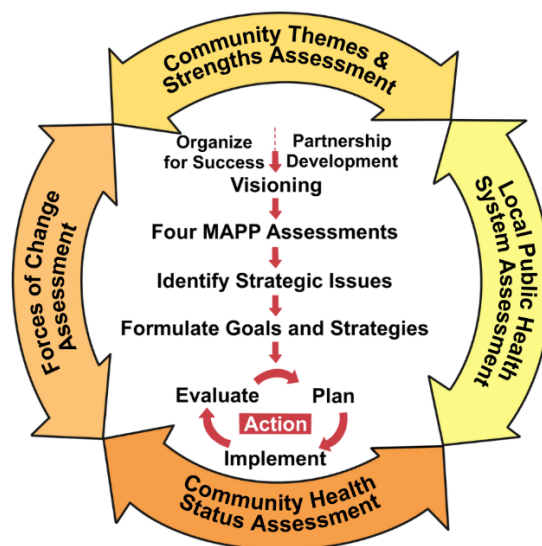 Community Themes &
Strengths Assessment
Organize
for Success
Partnership
Development
Visioning
Four MAPP Assessments
Identify Strategic Issues
Formulate Goals and Strategies
Evaluate
Plan
Action
Implement
Forces of Change
Assessment
Local Public Health
System Assessment
Community Health
Status Assessment